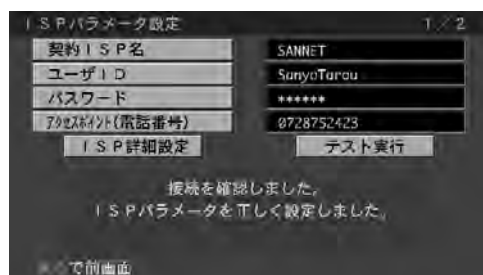 ISPパラメータ設定 1/2
契約ISP名 SANNET
ユーザID SanyoTarou
パスワード ******
アクセスポイント(電話番号) 0728752423
ISP詳細設定 テスト実行
接続を確認しました。
ISPパラメータを正しく設定しました。
で前画面